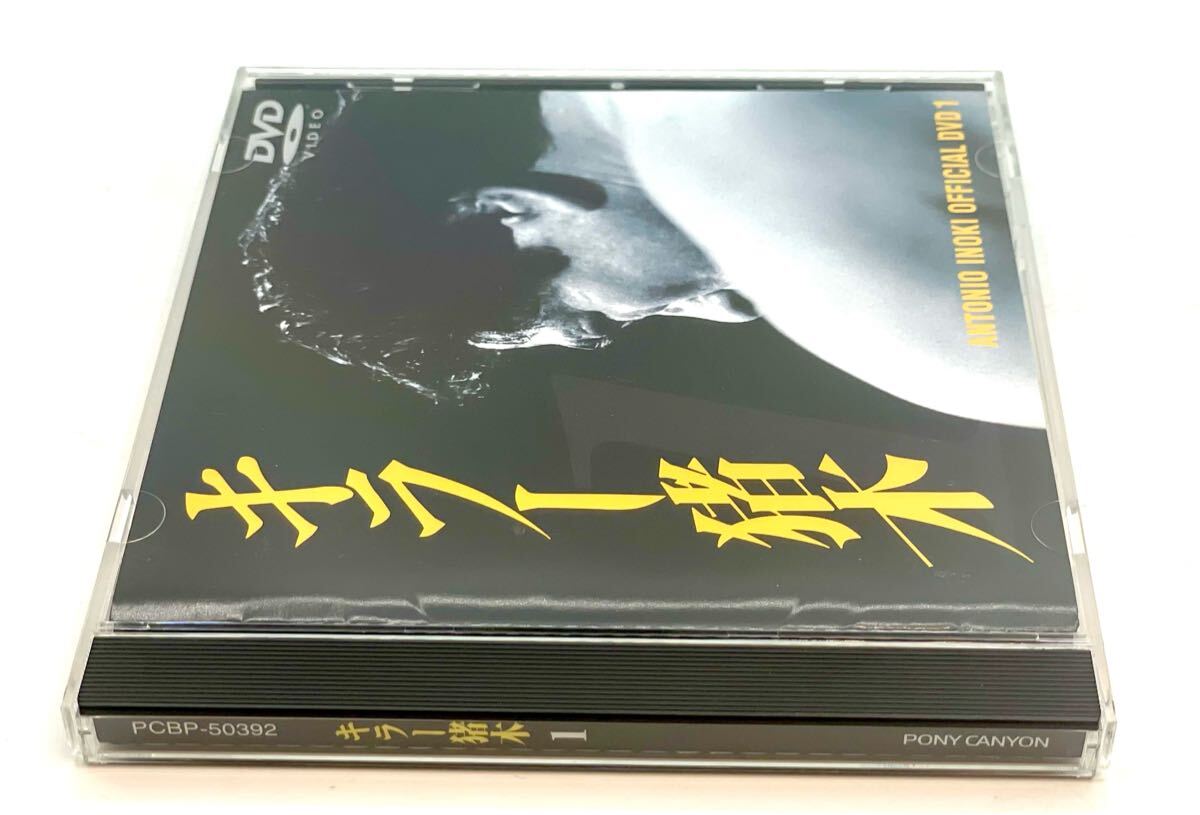 DVD
VIDEO
ANTONIO INOKI OFFICIAL DVD 1
キラー猪木
PCBP-50392
キラー猪木 1
PONY CANYON